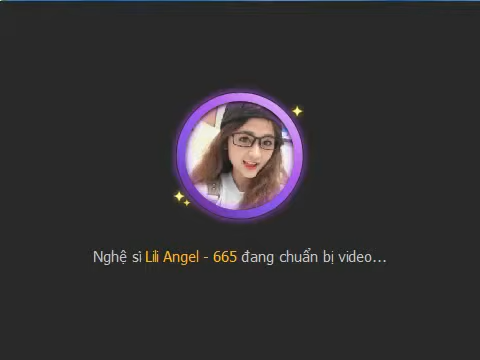 Nghệ sĩ Lili Angel - 665 đang chuẩn bị video...